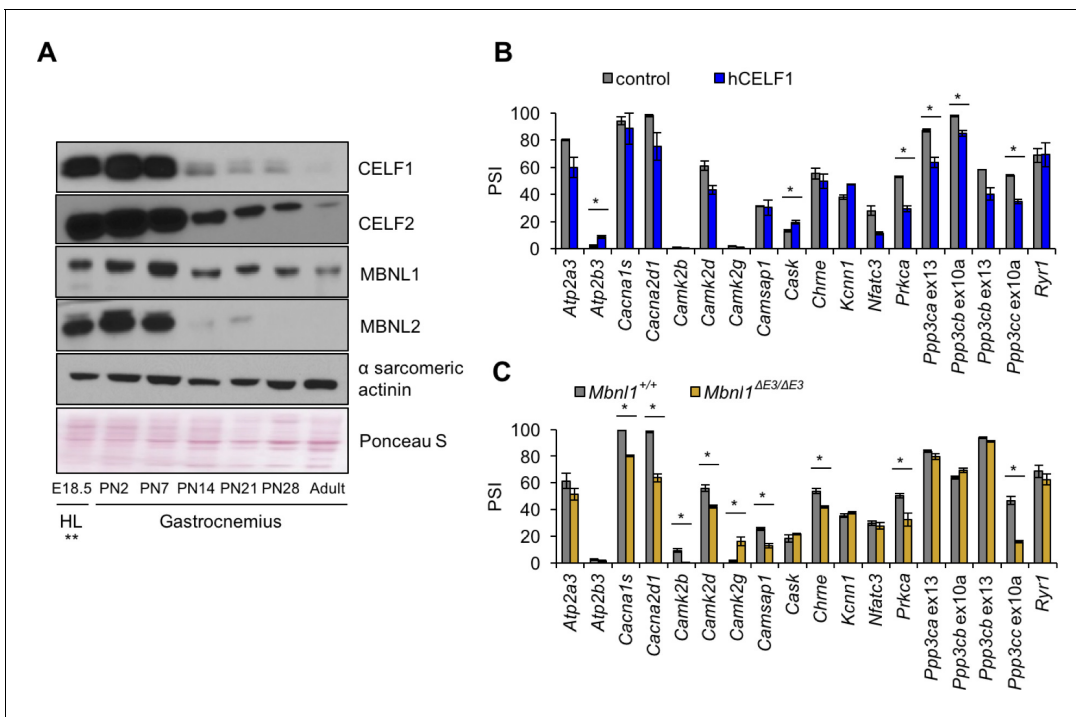 A
CELF1
CELF2
MBNL1
MBNL2
α sarcomeric
actinin
Ponceau S
E18.5 PN2 PN7 PN14 PN21 PN28 Adult
HL
**
Gastrocnemius
B
control hCELF1
PSI
100
80
60
40
20
0
* * * * * *
Atp2a3
Atp2b3
Cacna1s
Cacna2d1
Camk2b
Camk2d
Camk2g
Camsap1
Cask
Chrne
Kcnn1
Nfatc3
Prkca
Ppp3ca ex13
Ppp3cb ex10a
Ppp3cb ex13
Ppp3cc ex10a
Ryr1
C
Mbnl1+/+ Mbnl1ΔE3/ΔE3
PSI
100
80
60
40
20
0
* * * * * * * * *
Atp2a3
Atp2b3
Cacna1s
Cacna2d1
Camk2b
Camk2d
Camk2g
Camsap1
Cask
Chrne
Kcnn1
Nfatc3
Prkca
Ppp3ca ex13
Ppp3cb ex10a
Ppp3cb ex13
Ppp3cc ex10a
Ryr1